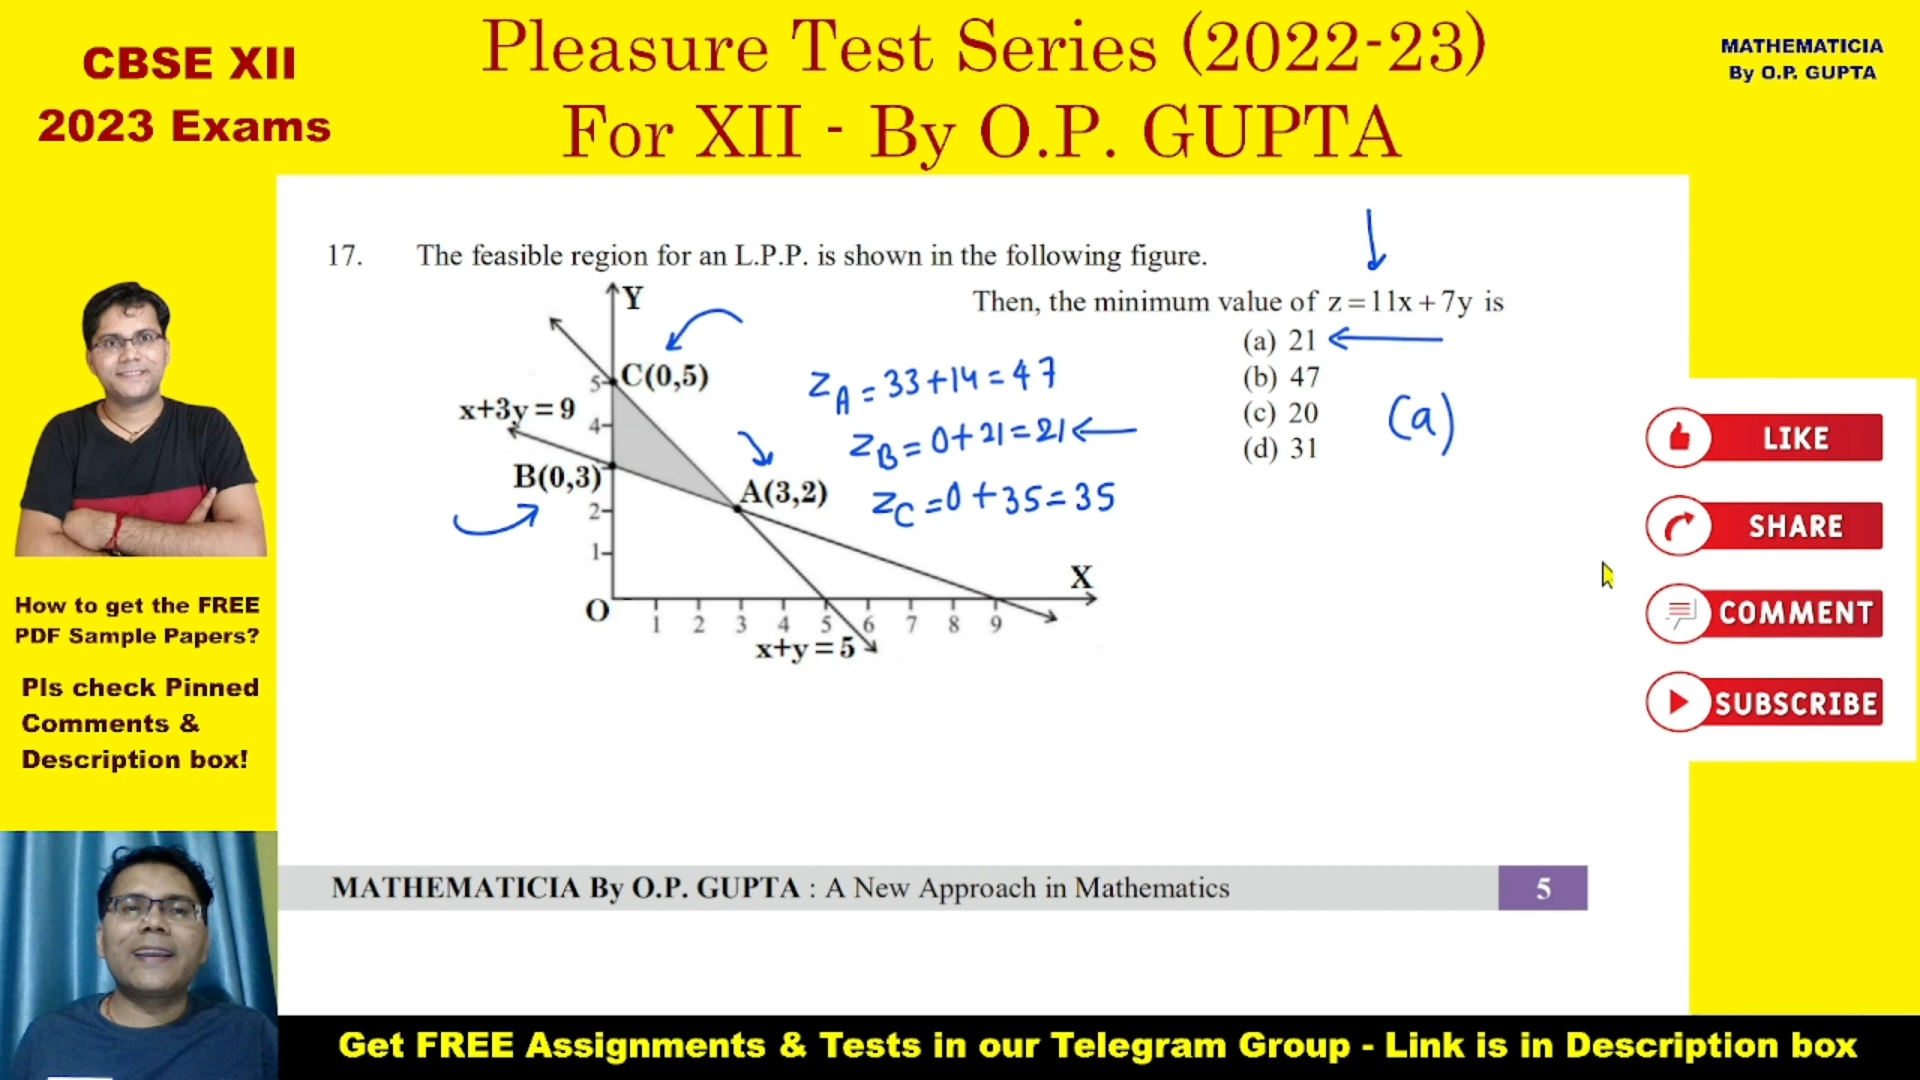 CBSE XII
2023 Exams
Pleasure Test Series (2022-23)
For XII - By O.P. GUPTA
MATHEMATICIA
By O.P. GUPTA
17. The feasible region for an L.P.P. is shown in the following figure.
Then, the minimum value of z=11x+7y is
(a) 21
(b) 47
(c) 20
(d) 31
(a)
Y
C(0,5)
x+3y=9
B(0,3)
A(3,2)
X
O
x+y=5
5
4
2
1
1 2 3 4 5 6 7 8 9
Z_A = 33+14 = 47
Z_B = 0+21 = 21
Z_C = 0+35 = 35
LIKE
SHARE
COMMENT
SUBSCRIBE
How to get the FREE
PDF Sample Papers?
Pls check Pinned
Comments &
Description box!
MATHEMATICIA By O.P. GUPTA : A New Approach in Mathematics
5
Get FREE Assignments & Tests in our Telegram Group - Link is in Description box